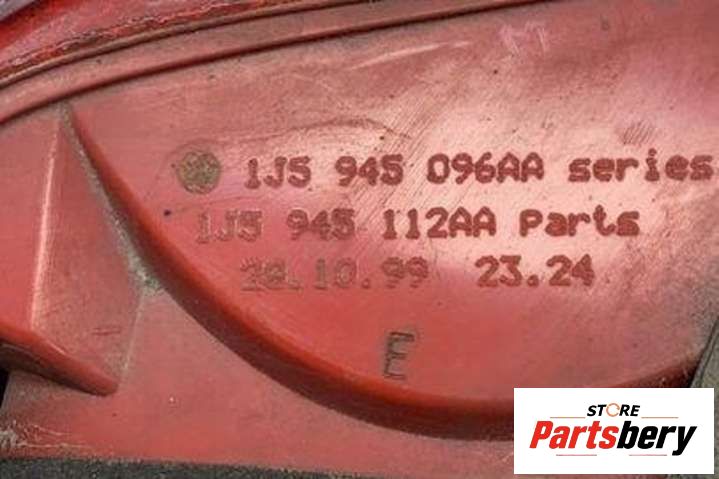 1J5 945 096AA series
1J5 945 112AA Parts
28.10.99 23.24
E
STORE
Partsbery